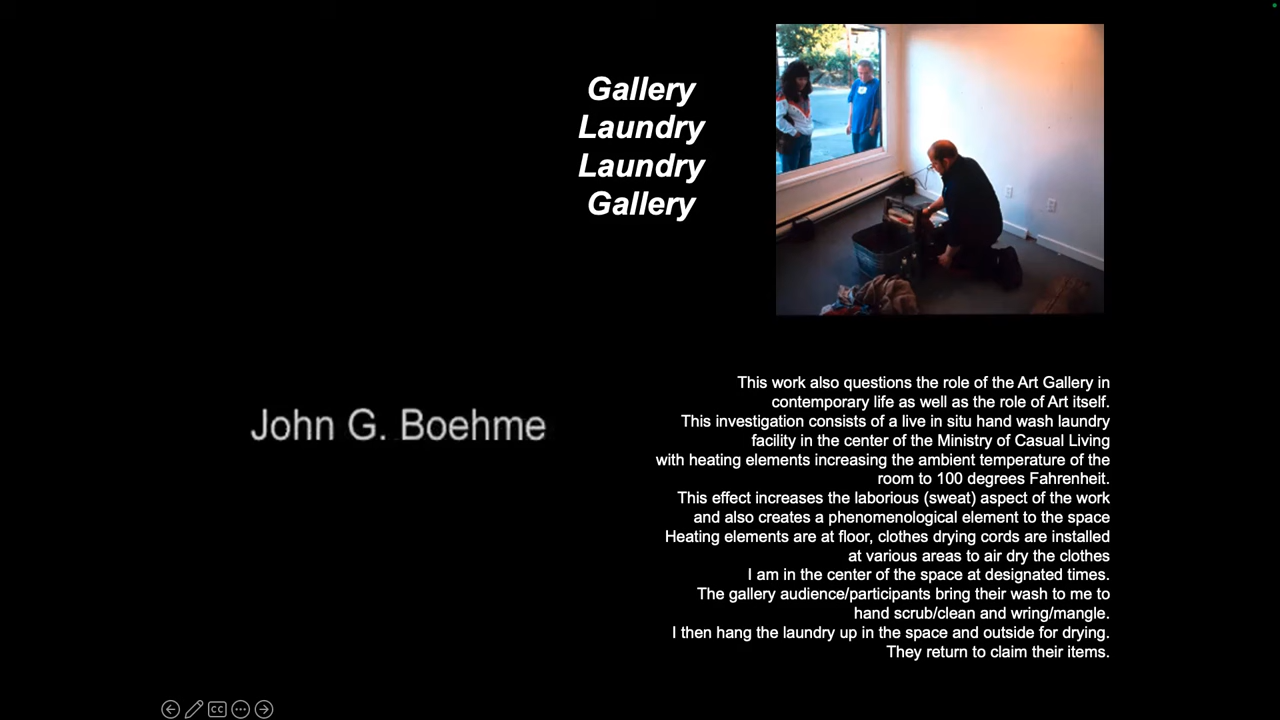 Gallery
Laundry
Laundry
Gallery
John G. Boehme
This work also questions the role of the Art Gallery in
contemporary life as well as the role of Art itself.
This investigation consists of a live in situ hand wash laundry
facility in the center of the Ministry of Casual Living
with heating elements increasing the ambient temperature of the
room to 100 degrees Fahrenheit.
This effect increases the laborious (sweat) aspect of the work
and also creates a phenomenological element to the space
Heating elements are at floor, clothes drying cords are installed
at various areas to air dry the clothes
I am in the center of the space at designated times.
The gallery audience/participants bring their wash to me to
hand scrub/clean and wring/mangle.
I then hang the laundry up in the space and outside for drying.
They return to claim their items.
CC